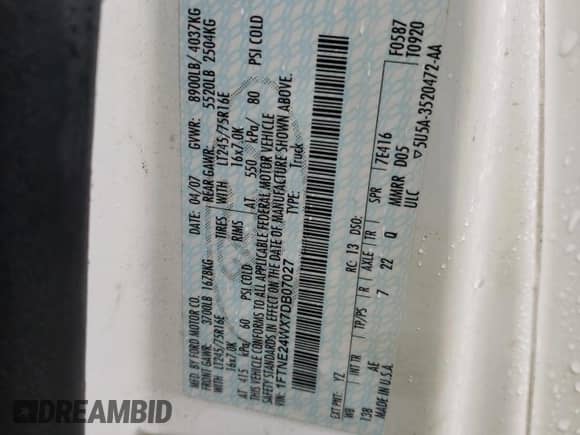 MFD. BY FORD MOTOR CO.
DATE: 04/07 GVWR: 8900LB/ 4037KG
FRONT GAWR: 3700LB 1678KG REAR GAWR: 5520LB 2504KG
WITH LT245/75R16E TIRES WITH LT245/75R16E
16x7.0K RIMS 16x7.0K
AT 415 kPa/ 60 PSI COLD AT 550 kPa/ 80 PSI COLD
THIS VEHICLE CONFORMS TO ALL APPLICABLE FEDERAL MOTOR VEHICLE
SAFETY STANDARDS IN EFFECT ON THE DATE OF MANUFACTURE SHOWN ABOVE.
VIN: 1FTNE24WX7DB07027
TYPE: Truck
F0587
T0920
EXT PNT: YZ RC: 13 DSO: 7E416
WB INT TR TP/PS R AXLE TR SPR MMRR D05
138 AE 7 22 Q ULC
MADE IN U.S.A. ▽5U5A-3520472-AA
DREAMBID